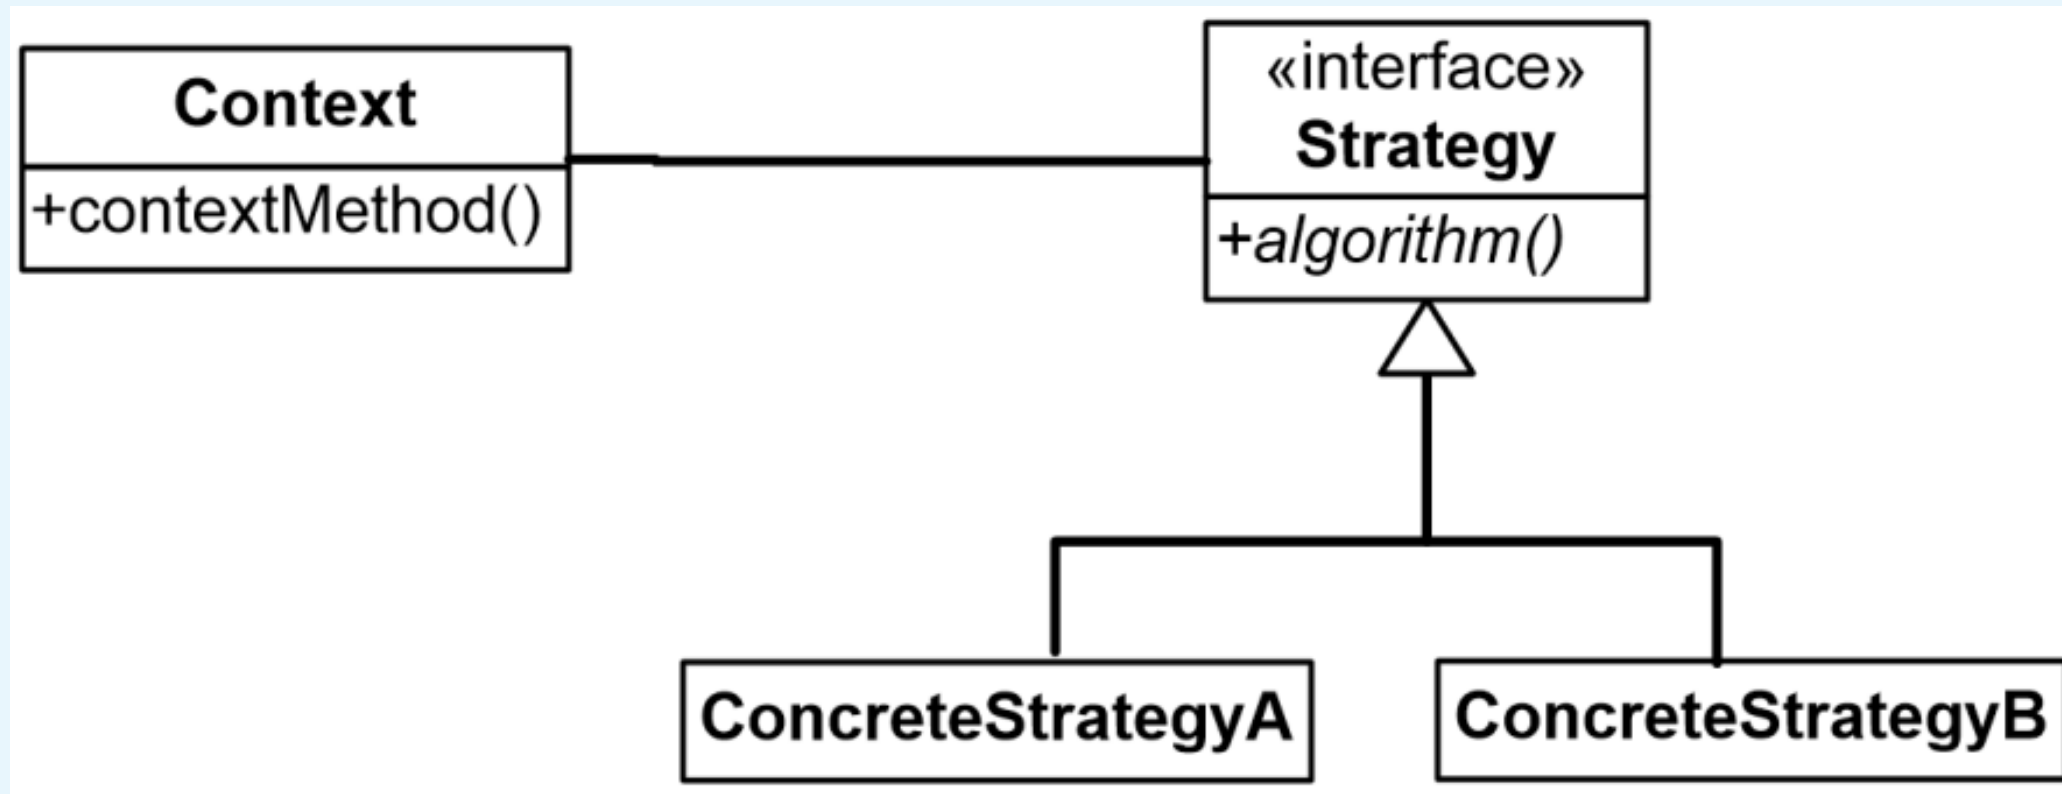 Context
+contextMethod()
«interface»
Strategy
+algorithm()
ConcreteStrategyA
ConcreteStrategyB